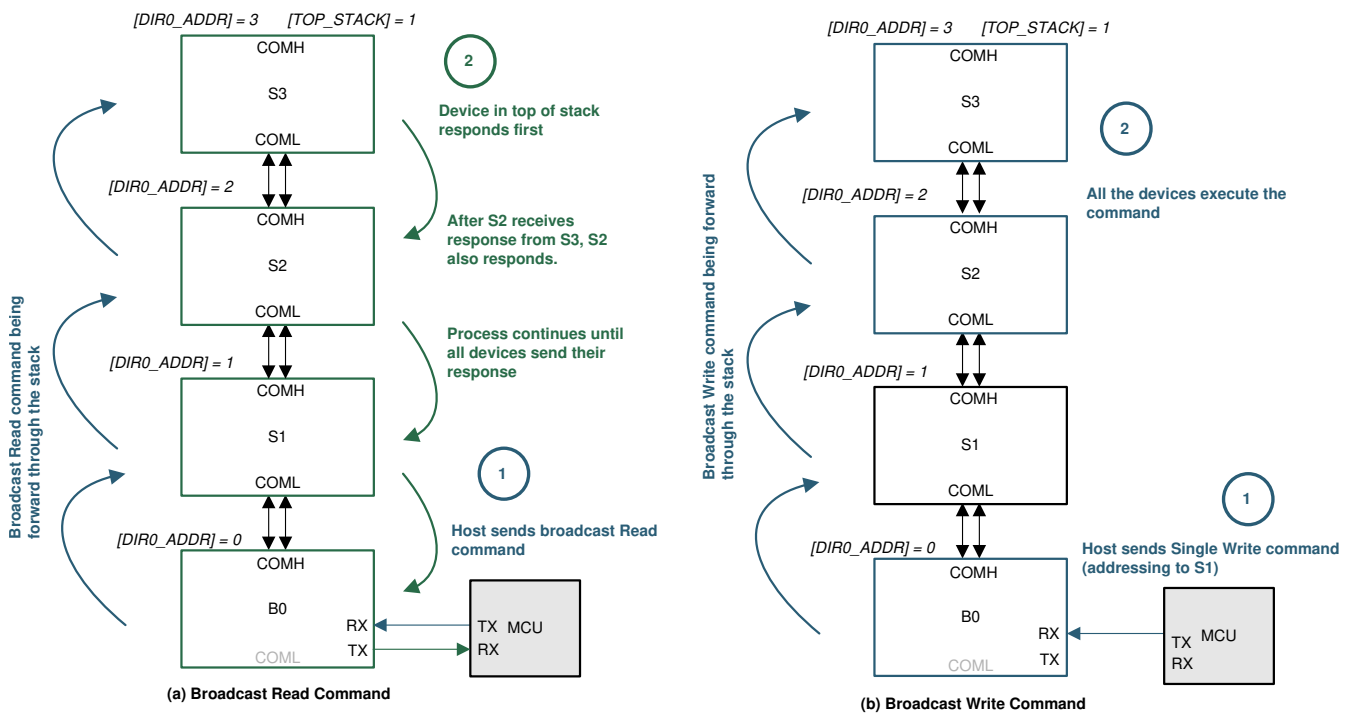 [DIR0_ADDR] = 3 [TOP_STACK] = 1
COMH
S3
COML
2
Device in top of stack
responds first
[DIR0_ADDR] = 2
COMH
S2
COML
After S2 receives
response from S3, S2
also responds.
Process continues until
all devices send their
response
[DIR0_ADDR] = 1
COMH
S1
COML
1
Host sends broadcast Read
command
[DIR0_ADDR] = 0
COMH
B0
RX
TX
COML
TX MCU
RX
Broadcast Read command being
forward through the stack
(a) Broadcast Read Command
[DIR0_ADDR] = 3 [TOP_STACK] = 1
COMH
S3
COML
2
All the devices execute the
command
[DIR0_ADDR] = 2
COMH
S2
COML
[DIR0_ADDR] = 1
COMH
S1
COML
1
Host sends Single Write command
(addressing to S1)
[DIR0_ADDR] = 0
COMH
B0
RX
TX
COML
TX MCU
RX
Broadcast Write command being forward
through the stack
(b) Broadcast Write Command